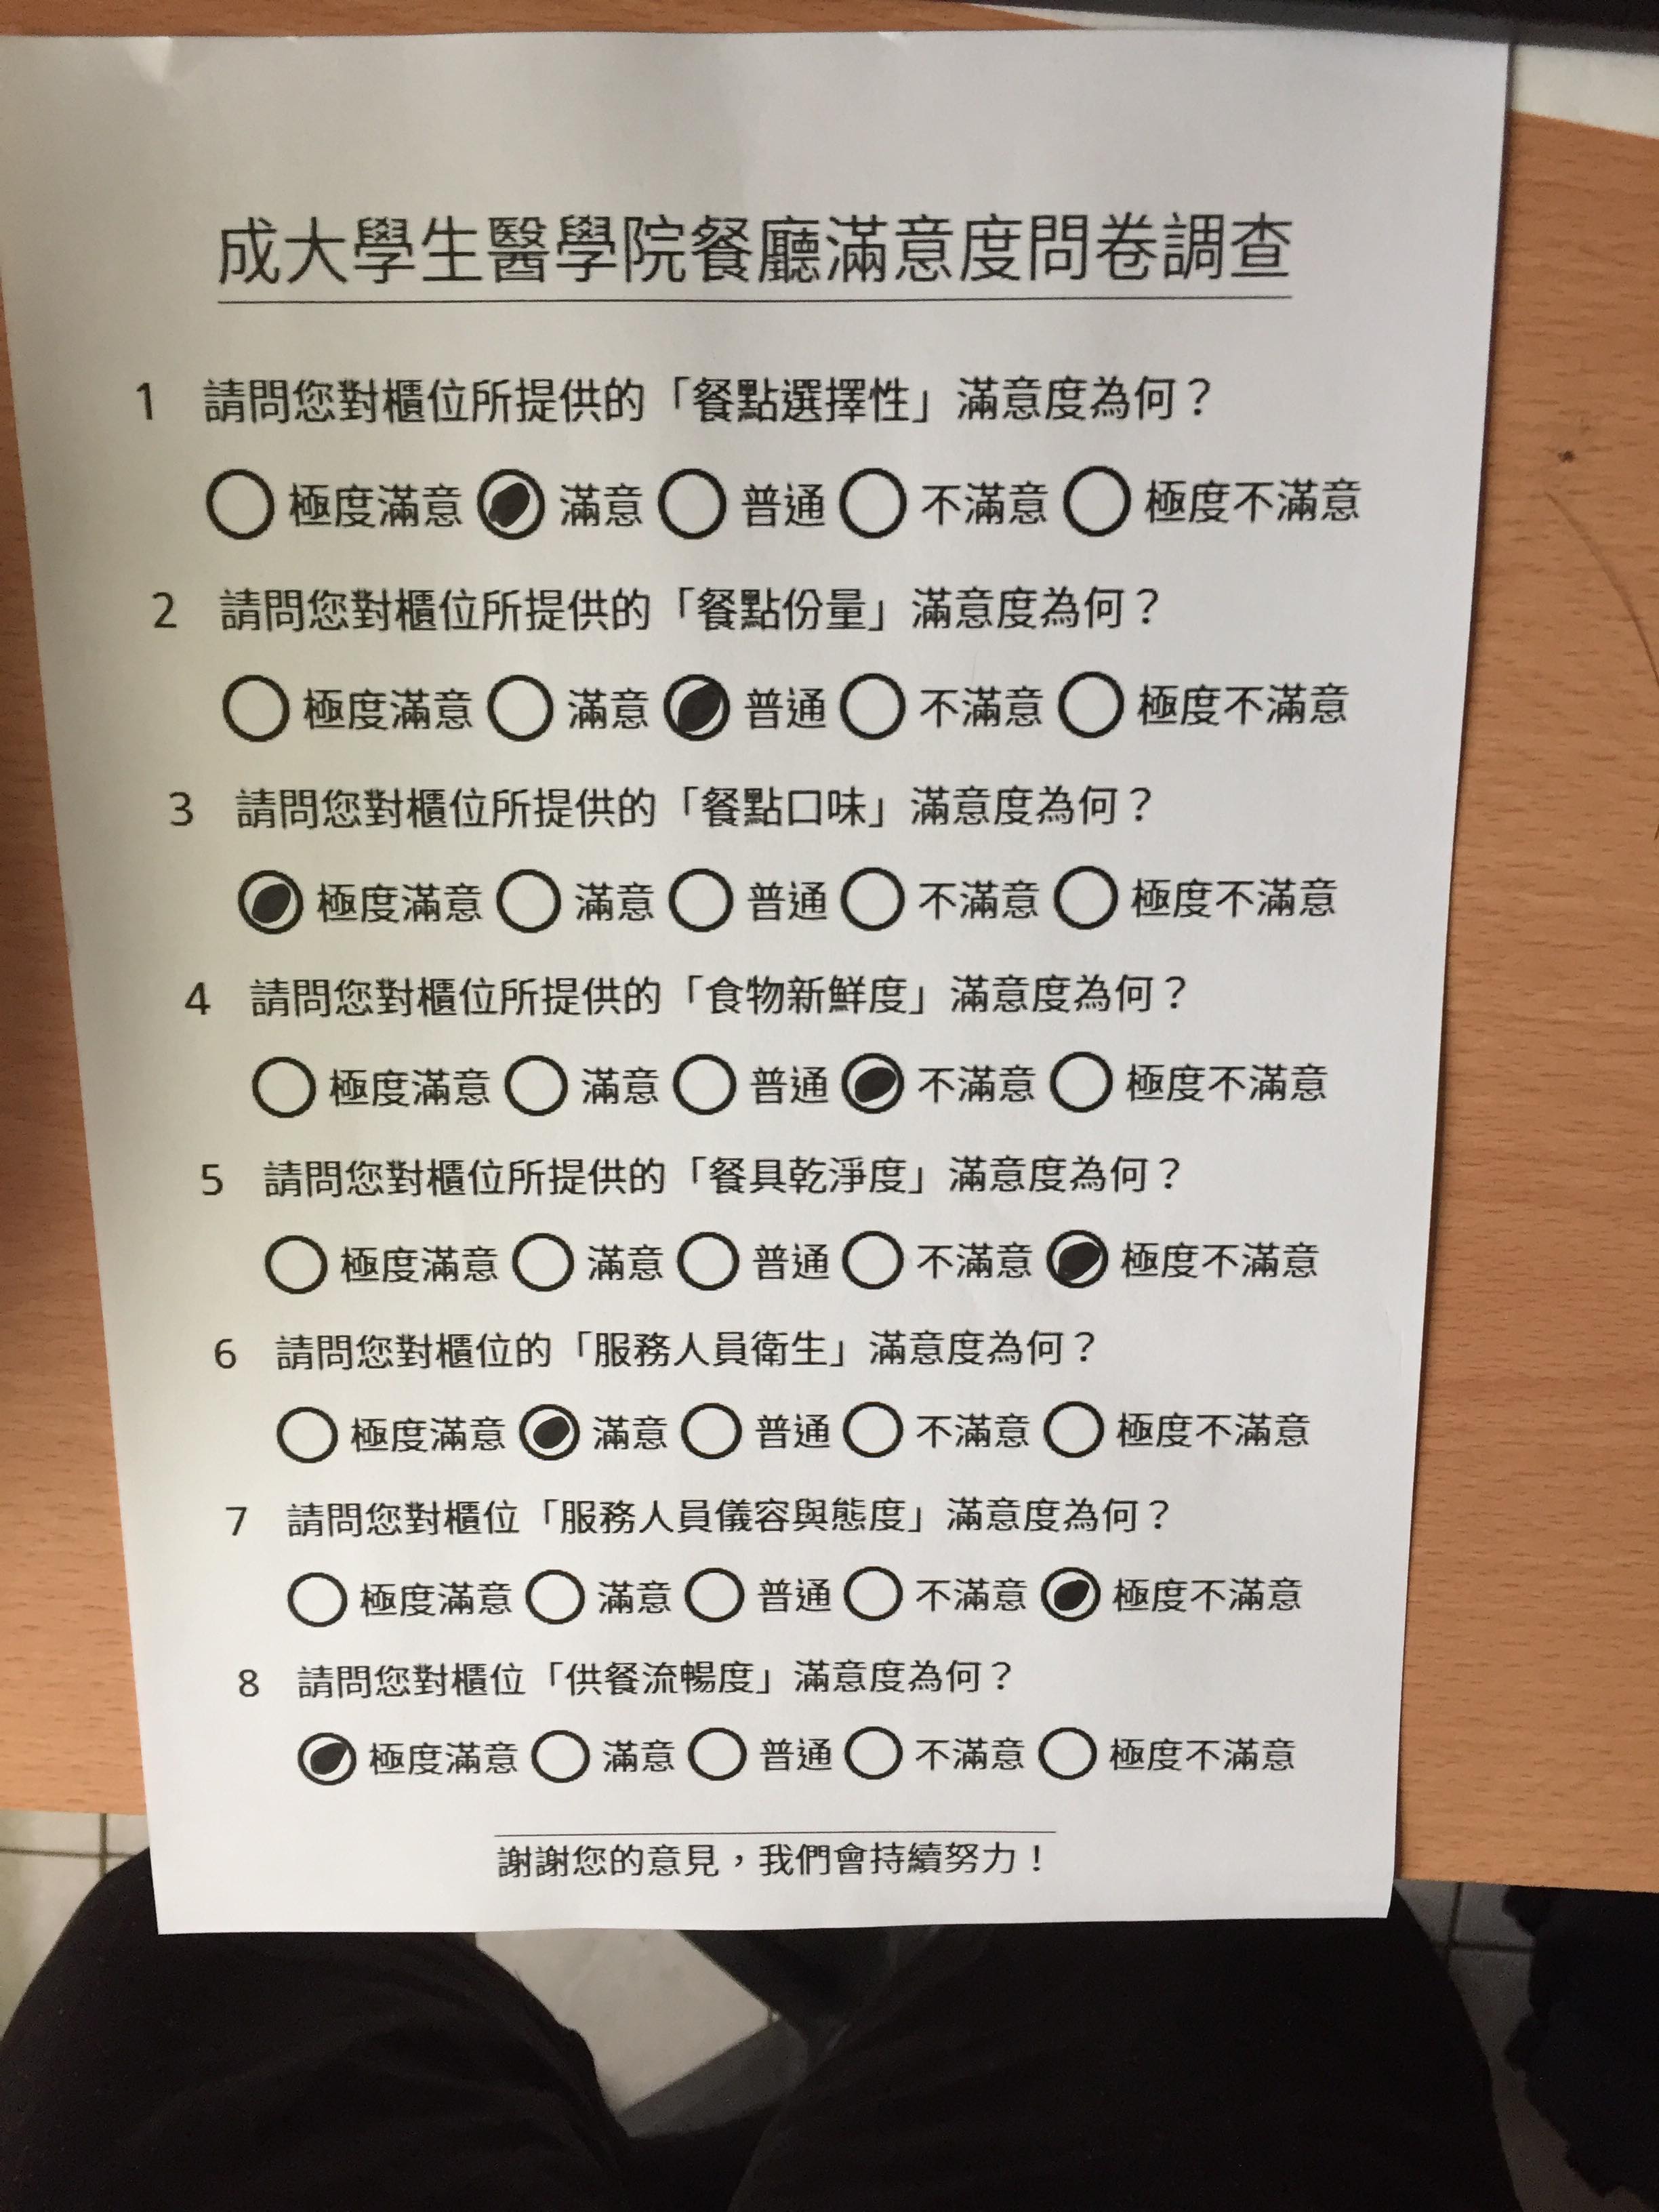 成大學生醫學院餐廳滿意度問卷調查
1 請問您對櫃位所提供的「餐點選擇性」滿意度為何？
極度滿意 滿意 普通 不滿意 極度不滿意
2 請問您對櫃位所提供的「餐點份量」滿意度為何？
極度滿意 滿意 普通 不滿意 極度不滿意
3 請問您對櫃位所提供的「餐點口味」滿意度為何？
極度滿意 滿意 普通 不滿意 極度不滿意
4 請問您對櫃位所提供的「食物新鮮度」滿意度為何？
極度滿意 滿意 普通 不滿意 極度不滿意
5 請問您對櫃位所提供的「餐具乾淨度」滿意度為何？
極度滿意 滿意 普通 不滿意 極度不滿意
6 請問您對櫃位的「服務人員衛生」滿意度為何？
極度滿意 滿意 普通 不滿意 極度不滿意
7 請問您對櫃位「服務人員儀容與態度」滿意度為何？
極度滿意 滿意 普通 不滿意 極度不滿意
8 請問您對櫃位「供餐流暢度」滿意度為何？
極度滿意 滿意 普通 不滿意 極度不滿意
謝謝您的意見，我們會持續努力！